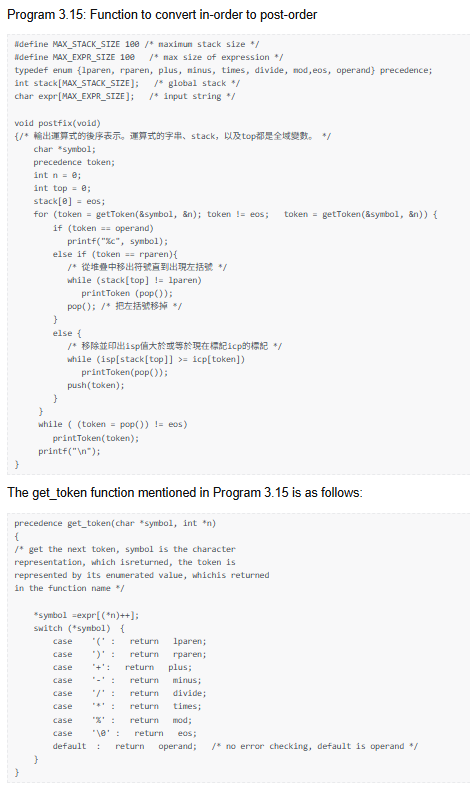 Program 3.15: Function to convert in-order to post-order
#define MAX_STACK_SIZE 100 /* maximum stack size */
#define MAX_EXPR_SIZE 100   /* max size of expression */
typedef enum {lparen, rparen, plus, minus, times, divide, mod,eos, operand} precedence;
int stack[MAX_STACK_SIZE];   /* global stack */
char expr[MAX_EXPR_SIZE];   /* input string */

void postfix(void)
{/* 輸出運算式的後序表示。運算式的字串、stack，以及top都是全域變數。 */
    char *symbol;
    precedence token;
    int n = 0;
    int top = 0;
    stack[0] = eos;
    for (token = getToken(&symbol, &n); token != eos;   token = getToken(&symbol, &n)) {
        if (token == operand)
           printf("%c", symbol);
        else if (token == rparen){
           /* 從堆疊中移出符號直到出現左括號 */
           while (stack[top] != lparen)
              printToken (pop());
           pop(); /* 把左括號移掉 */
        }
        else {
           /* 移除並印出isp值大於或等於現在標記icp的標記 */
           while (isp[stack[top]] >= icp[token])
              printToken(pop());
           push(token);
        }
     }
     while ( (token = pop()) != eos)
        printToken(token);
     printf("\n");
}
The get_token function mentioned in Program 3.15 is as follows:
precedence get_token(char *symbol, int *n)
{
/* get the next token, symbol is the character
representation, which isreturned, the token is
represented by its enumerated value, whichis returned
in the function name */

    *symbol =expr[(*n)++];
    switch (*symbol)  {
        case    '(' :   return   lparen;
        case    ')' :   return   rparen;
        case    '+':   return   plus;
        case    '-' :   return   minus;
        case    '/' :   return   divide;
        case    '*' :   return   times;
        case    '%' :   return   mod;
        case    '\0' :   return   eos;
        default  :   return   operand;   /* no error checking, default is operand */
    }
}